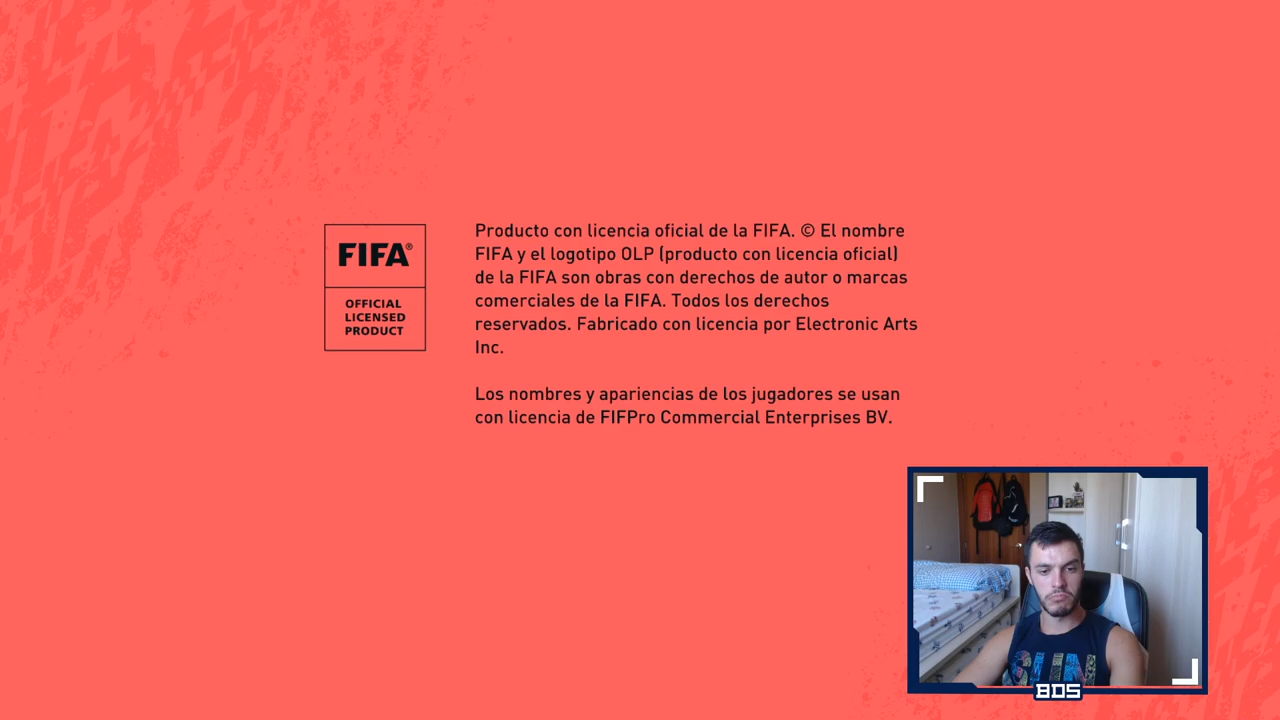 FIFA®
OFFICIAL
LICENSED
PRODUCT
Producto con licencia oficial de la FIFA. © El nombre
FIFA y el logotipo OLP (producto con licencia oficial)
de la FIFA son obras con derechos de autor o marcas
comerciales de la FIFA. Todos los derechos
reservados. Fabricado con licencia por Electronic Arts
Inc.
Los nombres y apariencias de los jugadores se usan
con licencia de FIFPro Commercial Enterprises BV.
BDS